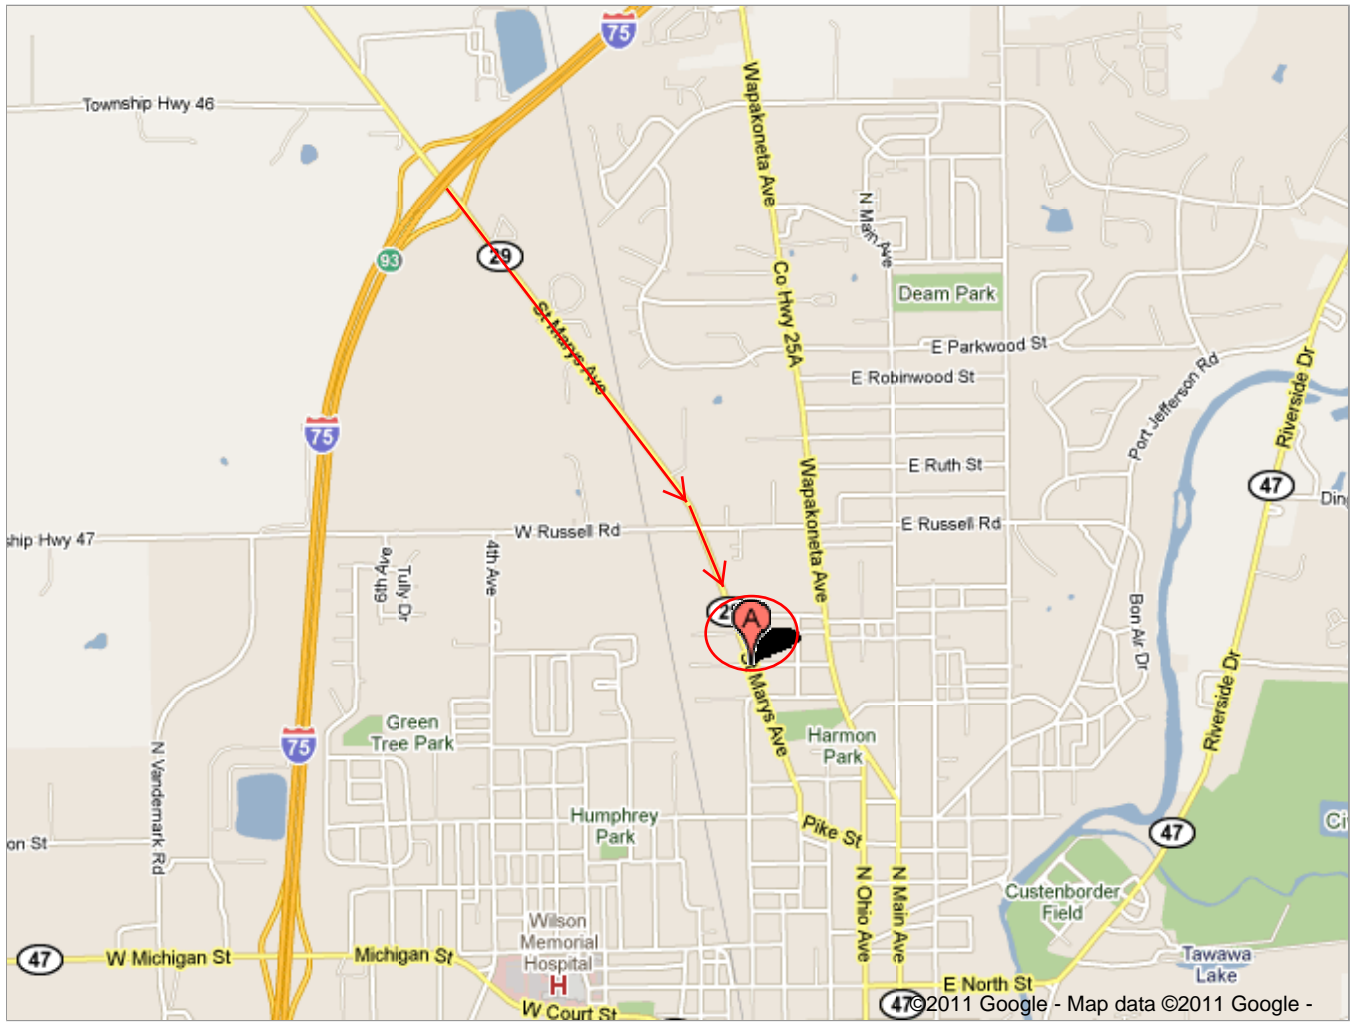 75
Township Hwy 46
Wapakoneta Ave
N Main Ave
93
29
Co Hwy 25A
Deam Park
St Marys Ave
E Parkwood St
E Robinwood St
Port Jefferson Rd
Riverside Dr
75
E Ruth St
Wapakoneta Ave
47
W Russell Rd
E Russell Rd
ship Hwy 47
4th Ave
6th Ave
Tully Dr
Bon Air Dr
A
Marys Ave
Riverside Dr
Green
Tree Park
Harmon
Park
75
N Vandemark Rd
Humphrey
Park
Pike St
47
on St
N Ohio Ave
N Main Ave
Custenborder
Field
Wilson
Memorial
Hospital
H
47
W Michigan St
Michigan St
Tawawa
Lake
E North St
W Court St
47
©2011 Google - Map data ©2011 Google -